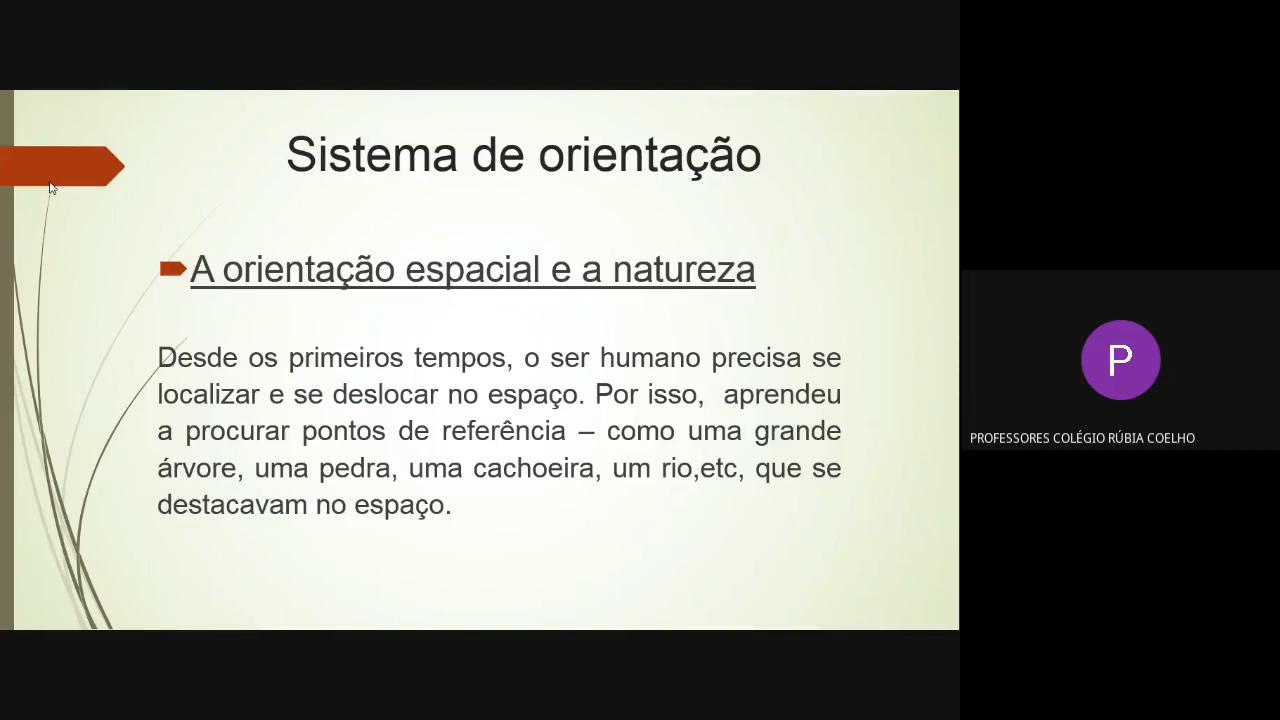 Sistema de orientação
A orientação espacial e a natureza
Desde os primeiros tempos, o ser humano precisa se
localizar e se deslocar no espaço. Por isso,  aprendeu
a procurar pontos de referência – como uma grande
árvore, uma pedra, uma cachoeira, um rio,etc, que se
destacavam no espaço.
P
PROFESSORES COLÉGIO RÚBIA COELHO